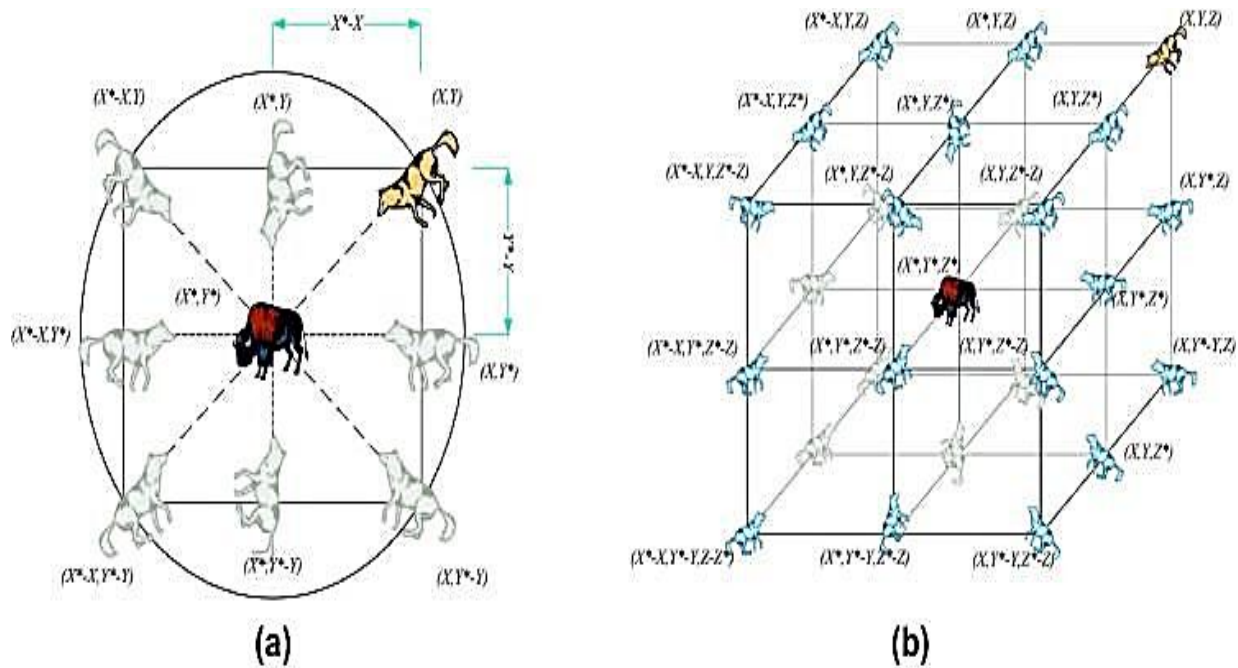 X*-X
(X*-X,Y)
(X*,Y)
(X,Y)
Y*-Y
(X*,Y*)
(X*-X,Y*)
(X,Y*)
(X*-X,Y*-Y)
(X*,Y*-Y)
(X,Y*-Y)
(a)
(X*-X,Y,Z)
(X*,Y,Z)
(X,Y,Z)
(X*-X,Y,Z*)
(X*,Y,Z*)
(X,Y,Z*)
(X*-X,Y,Z*-Z)
(X*,Y,Z*-Z)
(X,Y,Z*-Z)
(X,Y*,Z)
(X*,Y*,Z*)
(X,Y*,Z*)
(X*-X,Y*,Z*-Z)
(X*,Y*,Z*-Z)
(X,Y*,Z*-Z)
(X,Y*-Y,Z)
(X,Y,Z*)
(X*-X,Y*-Y,Z-Z*)
(X*,Y*-Y,Z*-Z)
(X,Y*-Y,Z*-Z)
(b)